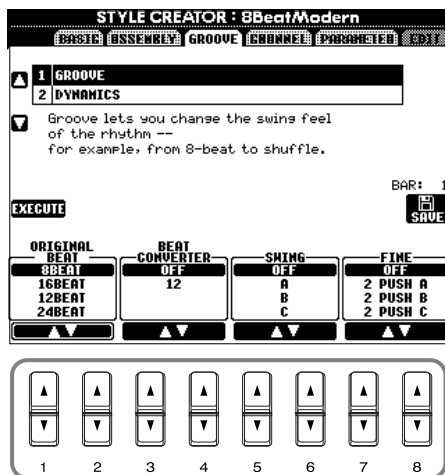 STYLE CREATOR : 8BeatModern
BASIC ASSEMBLY GROOVE CHANNEL PARAMETER EDIT
1 GROOVE
2 DYNAMICS
Groove lets you change the swing feel
of the rhythm --
for example, from 8-beat to shuffle.
BAR: 1
EXECUTE
SAVE
ORIGINAL BEAT
BEAT CONVERTER
SWING
FINE
8BEAT OFF OFF OFF
16BEAT 12 A 2 PUSH A
12BEAT B 2 PUSH B
24BEAT C 2 PUSH C
1 2 3 4 5 6 7 8